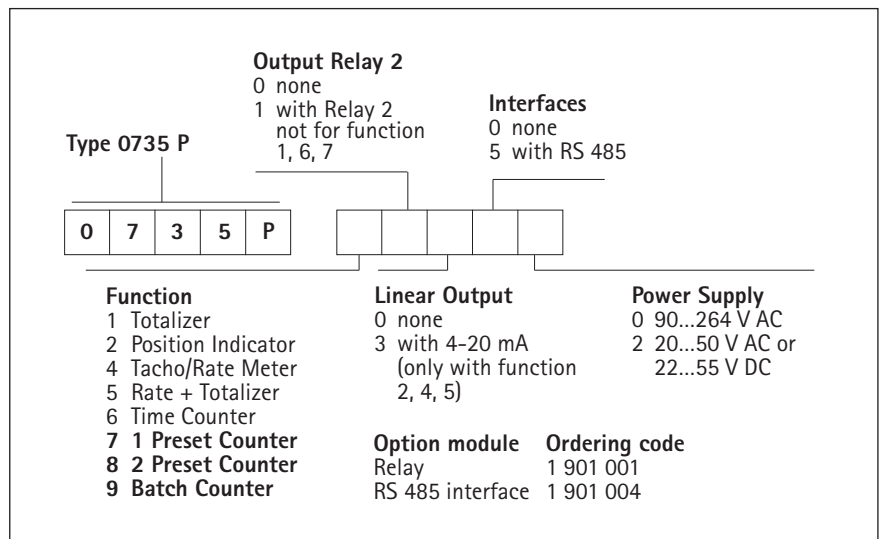 Output Relay 2
0 none
1 with Relay 2
not for function
1, 6, 7
Interfaces
0 none
5 with RS 485
Type 0735 P
0 7 3 5 P
Function
1 Totalizer
2 Position Indicator
4 Tacho/Rate Meter
5 Rate + Totalizer
6 Time Counter
7 1 Preset Counter
8 2 Preset Counter
9 Batch Counter
Linear Output
0 none
3 with 4-20 mA
(only with function
2, 4, 5)
Power Supply
0 90...264 V AC
2 20...50 V AC or
22...55 V DC
Option module Ordering code
Relay 1 901 001
RS 485 interface 1 901 004